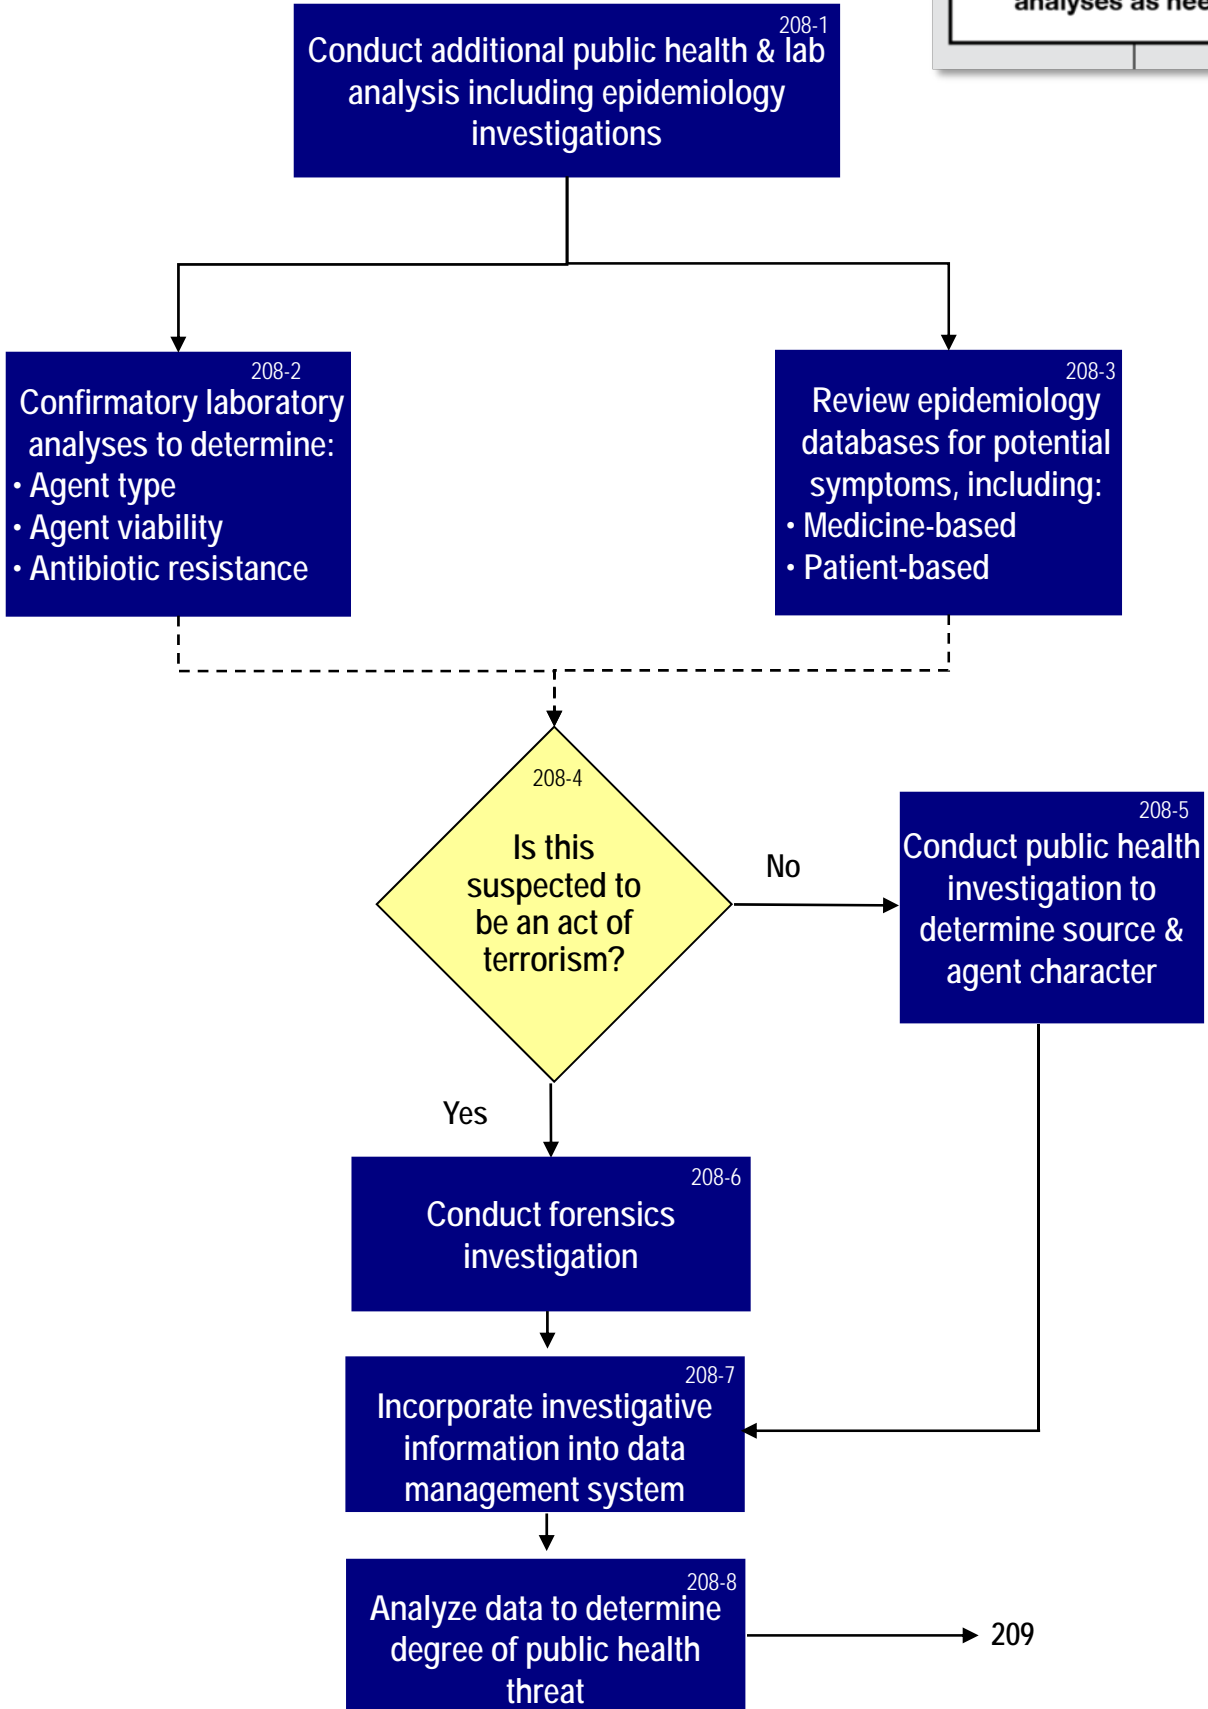 analyses as
208-1
Conduct additional public health & lab
analysis including epidemiology
investigations
208-2
Confirmatory laboratory
analyses to determine:
• Agent type
• Agent viability
• Antibiotic resistance
208-3
Review epidemiology
databases for potential
symptoms, including:
• Medicine-based
• Patient-based
208-4
Is this
suspected to
be an act of
terrorism?
No
208-5
Conduct public health
investigation to
determine source &
agent character
Yes
208-6
Conduct forensics
investigation
208-7
Incorporate investigative
information into data
management system
208-8
Analyze data to determine
degree of public health
threat
209